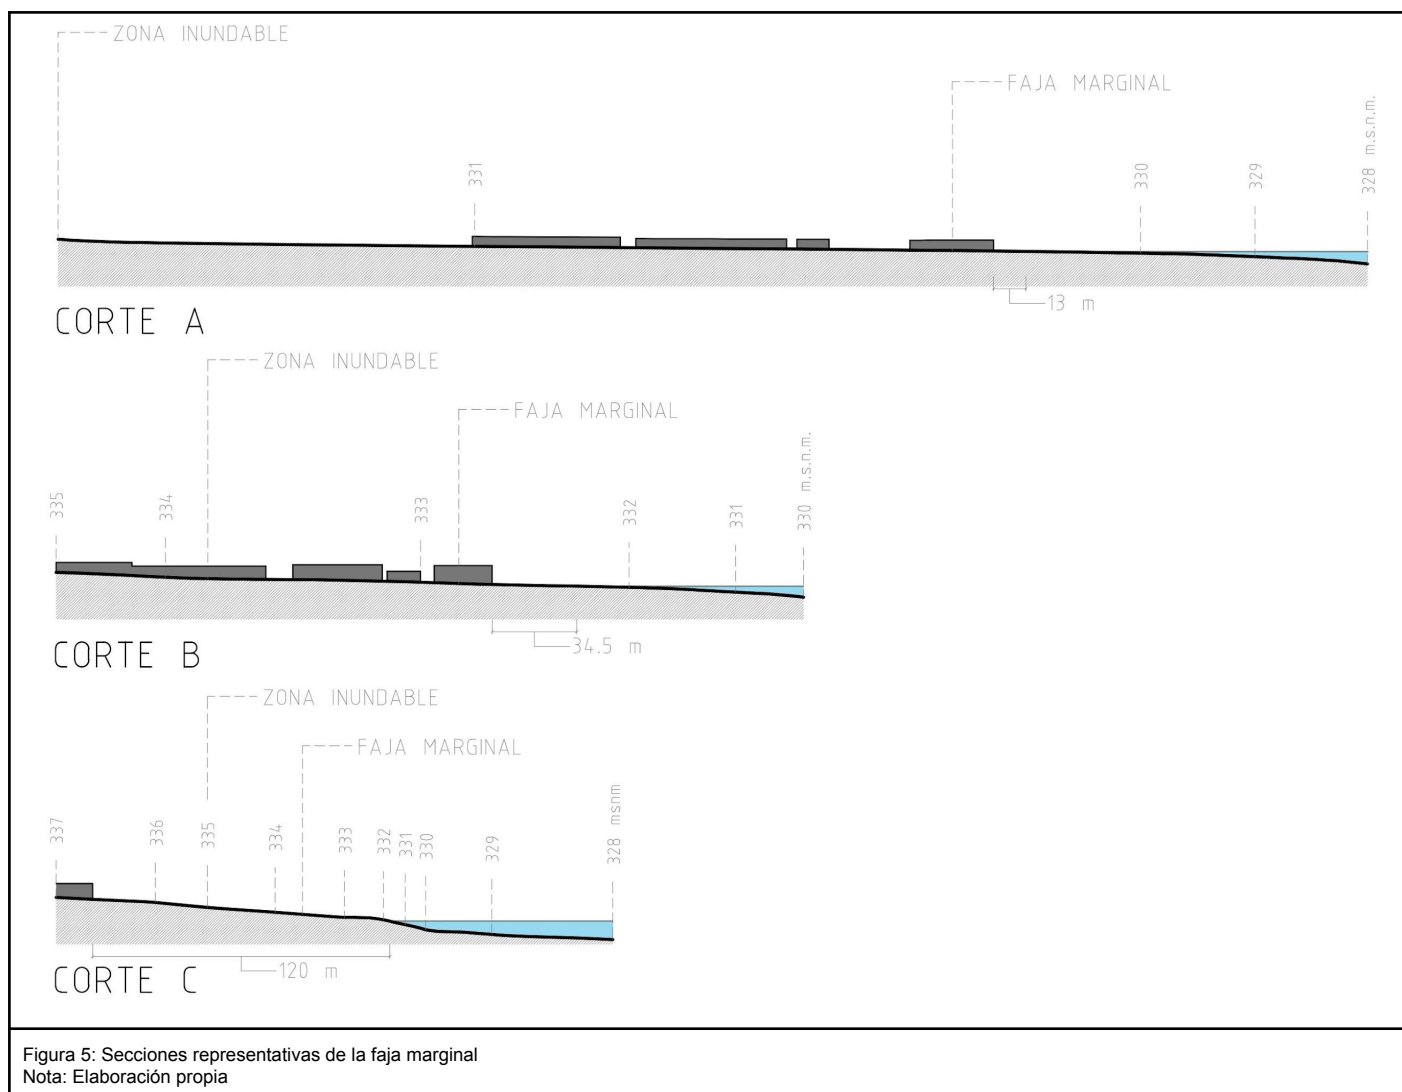 ZONA INUNDABLE
FAJA MARGINAL
331
330
329
328 m.s.n.m.
13 m
CORTE A
ZONA INUNDABLE
FAJA MARGINAL
335
334
333
332
331
330 m.s.n.m.
34.5 m
CORTE B
ZONA INUNDABLE
FAJA MARGINAL
337
336
335
334
333
332
331
330
329
328 msnm
120 m
CORTE C
Figura 5: Secciones representativas de la faja marginal
Nota: Elaboración propia